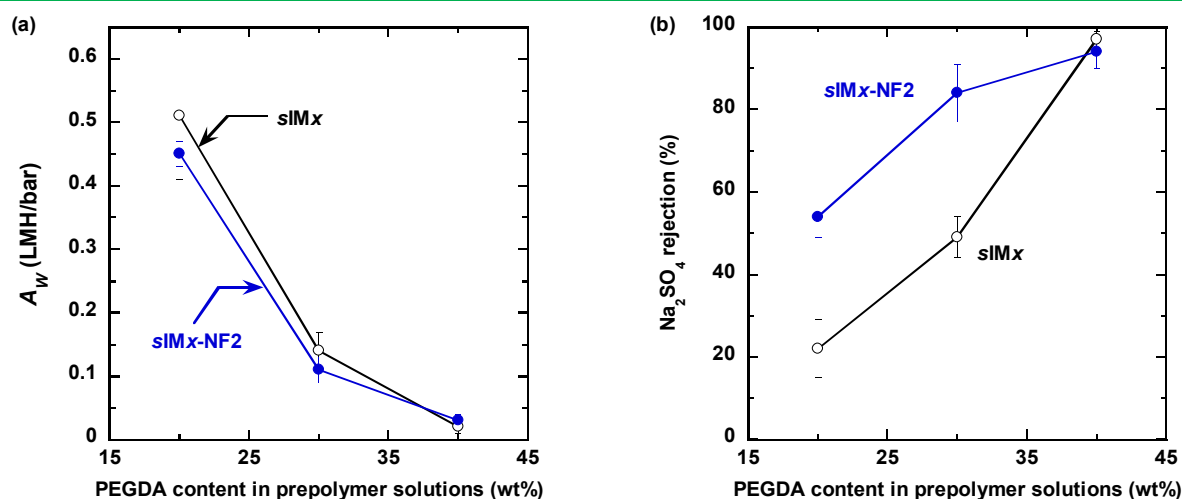 (a)
0.6
0.5
0.4
0.3
0.2
0.1
0
A_W (LMH/bar)
sIMx
sIMx-NF2
15 25 35 45
PEGDA content in prepolymer solutions (wt%)
(b)
100
80
60
40
20
0
Na₂SO₄ rejection (%)
sIMx-NF2
sIMx
15 25 35 45
PEGDA content in prepolymer solutions (wt%)